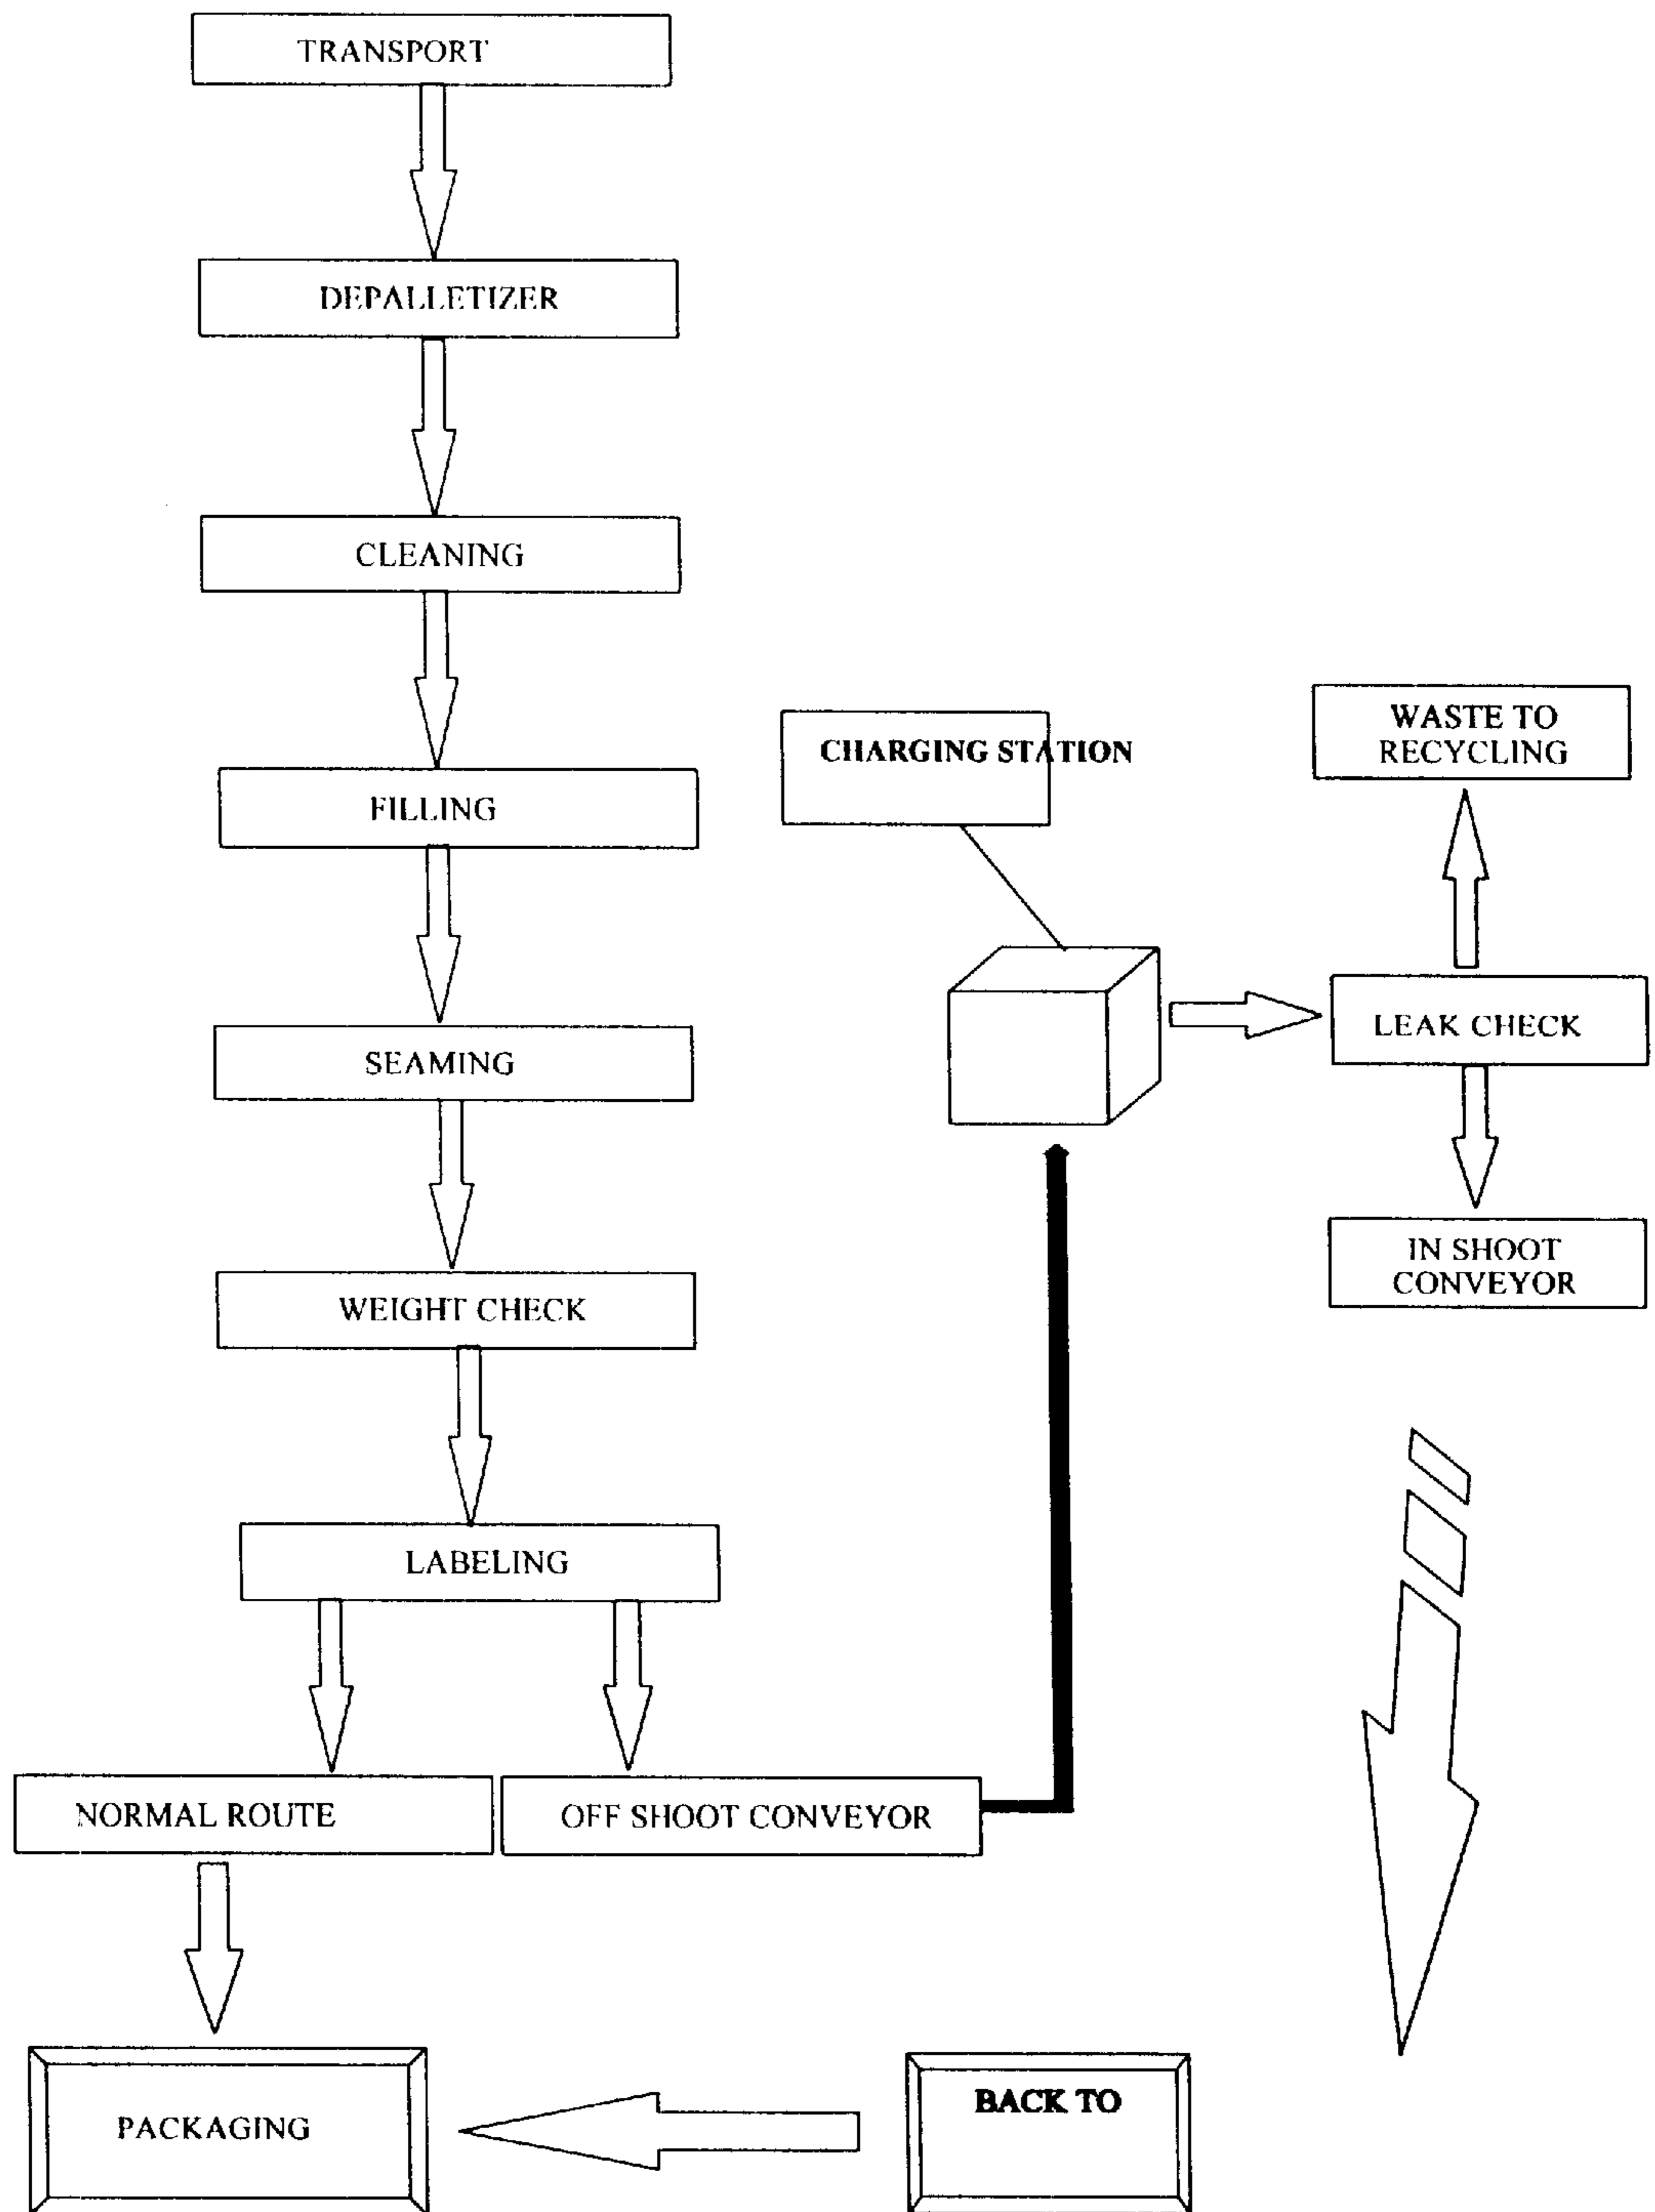 TRANSPORT
DEPALLETIZER
CLEANING
FILLING
SEAMING
WEIGHT CHECK
LABELING
NORMAL ROUTE
OFF SHOOT CONVEYOR
CHARGING STATION
WASTE TO
RECYCLING
LEAK CHECK
IN SHOOT
CONVEYOR
BACK TO
PACKAGING